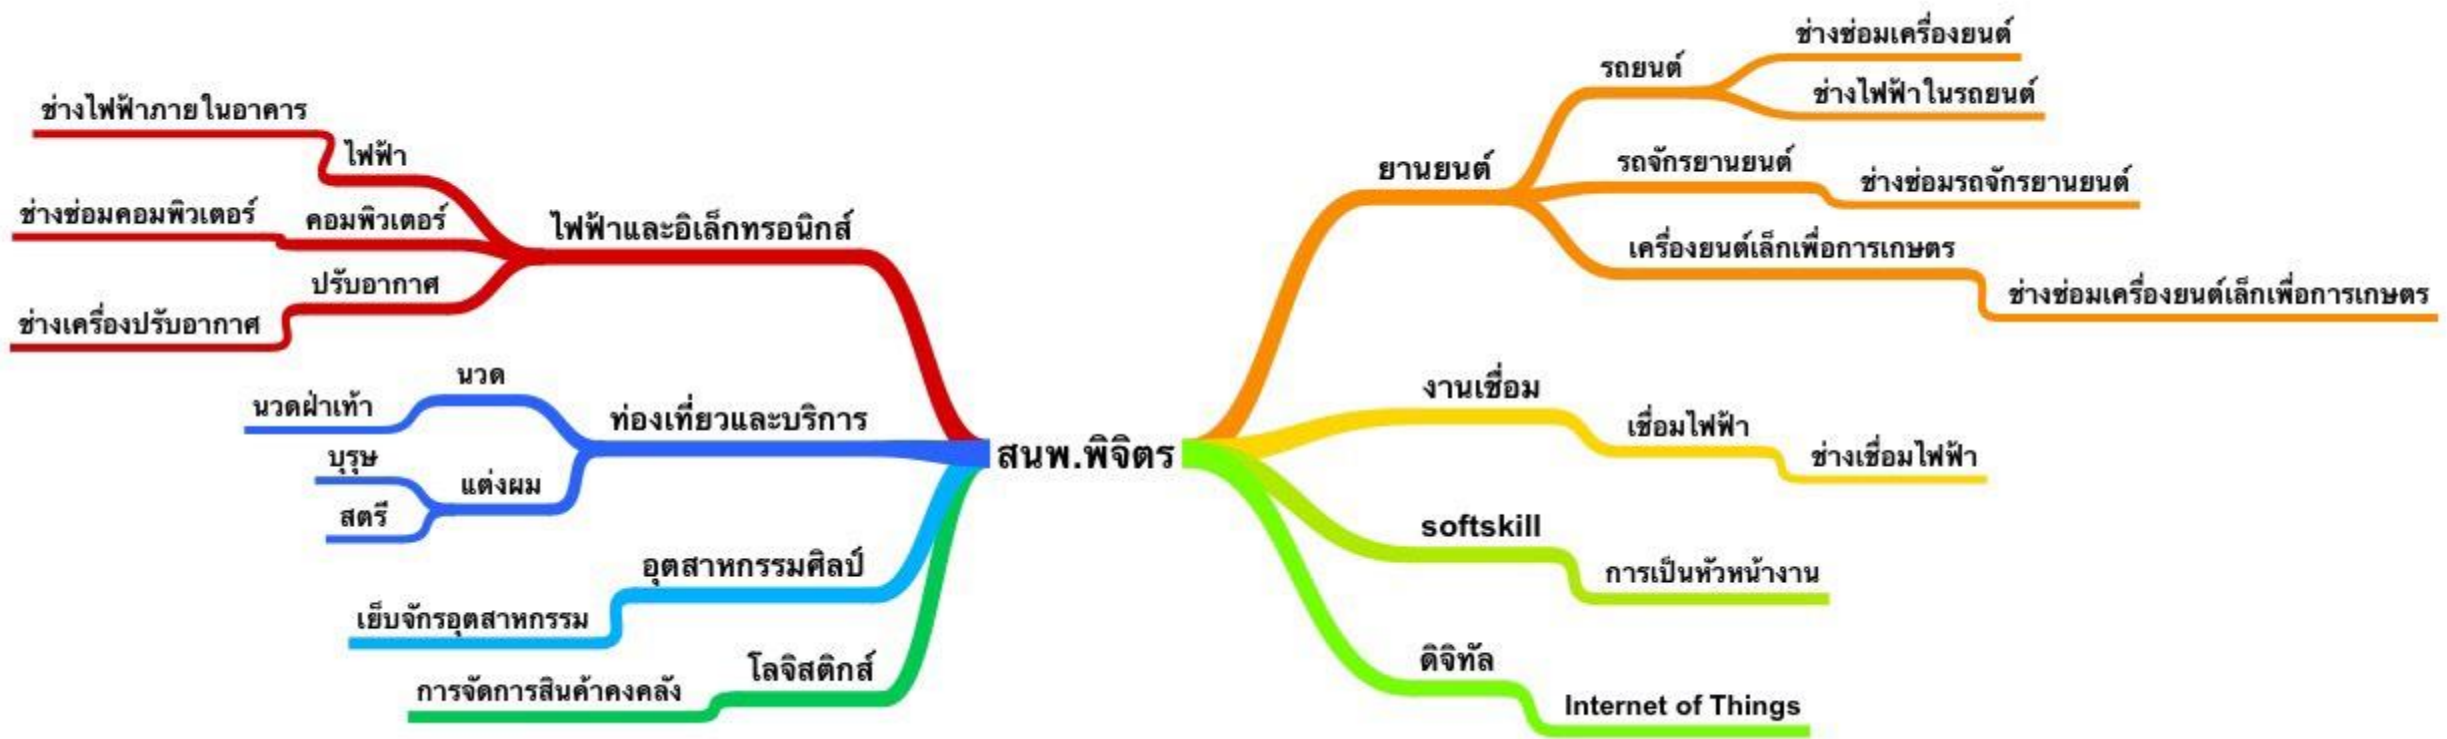 สนพ.พิจิตร
ไฟฟ้าและอิเล็กทรอนิกส์
ไฟฟ้า
ช่างไฟฟ้าภายในอาคาร
คอมพิวเตอร์
ช่างซ่อมคอมพิวเตอร์
ปรับอากาศ
ช่างเครื่องปรับอากาศ
ท่องเที่ยวและบริการ
นวด
นวดฝ่าเท้า
แต่งผม
บุรุษ
สตรี
อุตสาหกรรมศิลป์
เย็บจักรอุตสาหกรรม
โลจิสติกส์
การจัดการสินค้าคงคลัง
ยานยนต์
รถยนต์
ช่างซ่อมเครื่องยนต์
ช่างไฟฟ้าในรถยนต์
รถจักรยานยนต์
ช่างซ่อมรถจักรยานยนต์
เครื่องยนต์เล็กเพื่อการเกษตร
ช่างซ่อมเครื่องยนต์เล็กเพื่อการเกษตร
งานเชื่อม
เชื่อมไฟฟ้า
ช่างเชื่อมไฟฟ้า
softskill
การเป็นหัวหน้างาน
ดิจิทัล
Internet of Things